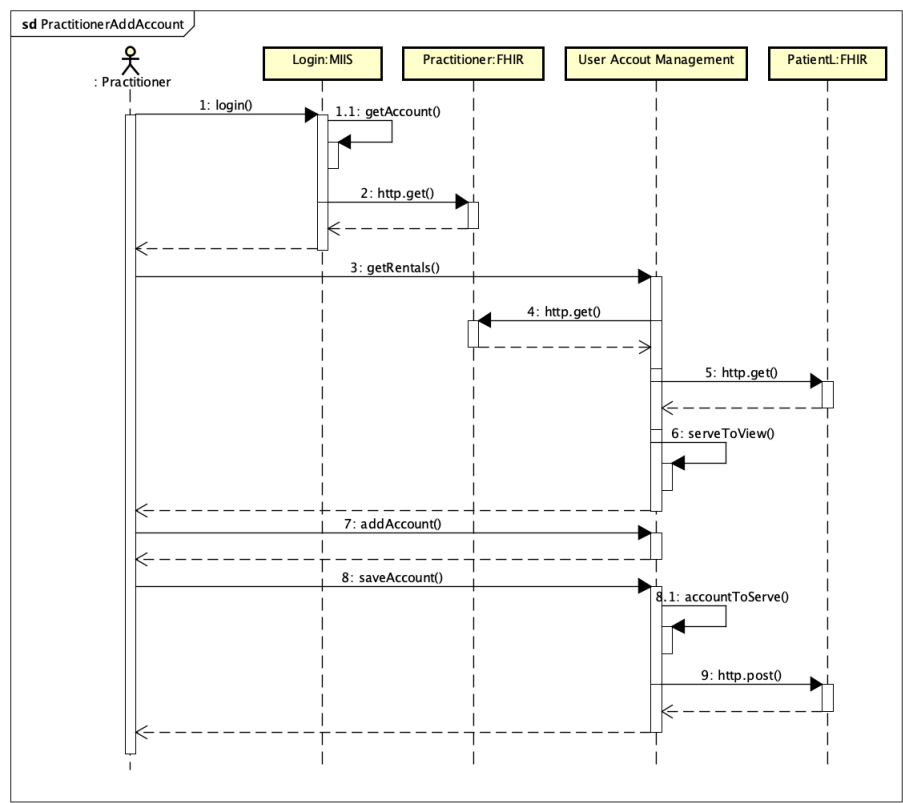 sd PractitionerAddAccount
: Practitioner
Login:MIIS
Practitioner:FHIR
User Accout Management
PatientL:FHIR
1: login()
1.1: getAccount()
2: http.get()
3: getRentals()
4: http.get()
5: http.get()
6: serveToView()
7: addAccount()
8: saveAccount()
8.1: accountToServe()
9: http.post()